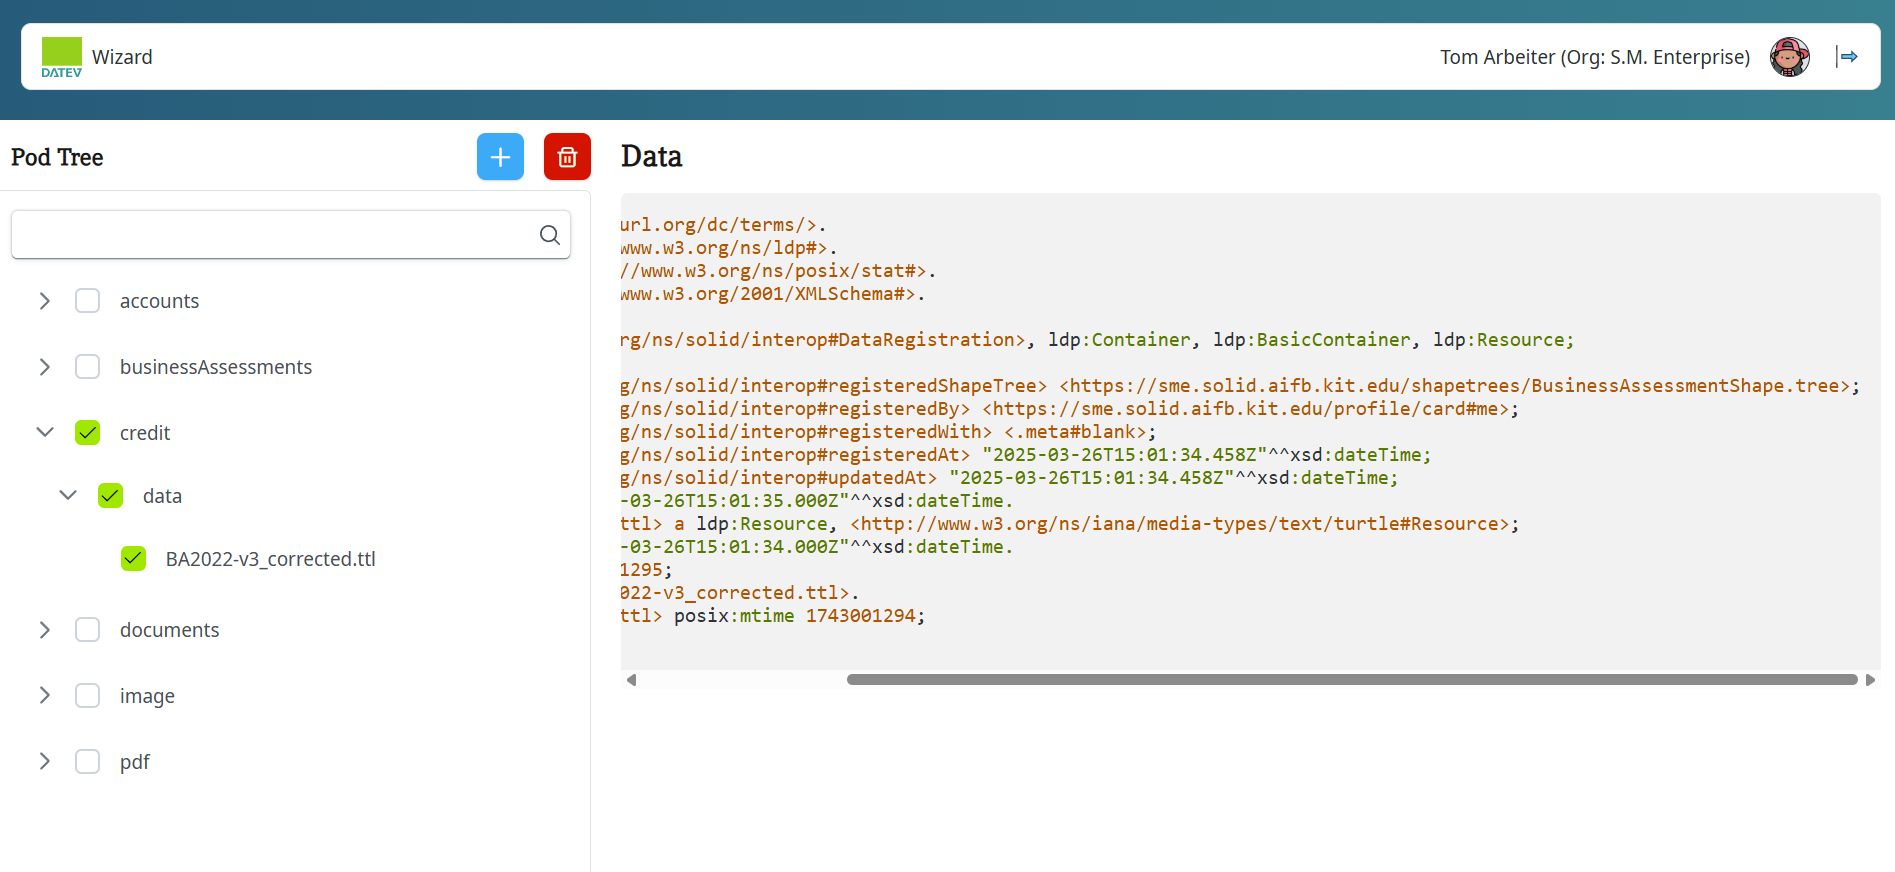 DATEV
Wizard
Tom Arbeiter (Org: S.M. Enterprise)
Pod Tree
accounts
businessAssessments
credit
data
BA2022-v3_corrected.ttl
documents
image
pdf
Data
url.org/dc/terms/>.
www.w3.org/ns/ldp#>.
//www.w3.org/ns/posix/stat#>.
www.w3.org/2001/XMLSchema#>.
rg/ns/solid/interop#DataRegistration>, ldp:Container, ldp:BasicContainer, ldp:Resource;
g/ns/solid/interop#registeredShapeTree> <https://sme.solid.aifb.kit.edu/shapetrees/BusinessAssessmentShape.tree>;
g/ns/solid/interop#registeredBy> <https://sme.solid.aifb.kit.edu/profile/card#me>;
g/ns/solid/interop#registeredWith> <.meta#blank>;
g/ns/solid/interop#registeredAt> "2025-03-26T15:01:34.458Z"^^xsd:dateTime;
g/ns/solid/interop#updatedAt> "2025-03-26T15:01:34.458Z"^^xsd:dateTime;
-03-26T15:01:35.000Z"^^xsd:dateTime.
ttl> a ldp:Resource, <http://www.w3.org/ns/iana/media-types/text/turtle#Resource>;
-03-26T15:01:34.000Z"^^xsd:dateTime.
1295;
022-v3_corrected.ttl>.
ttl> posix:mtime 1743001294;